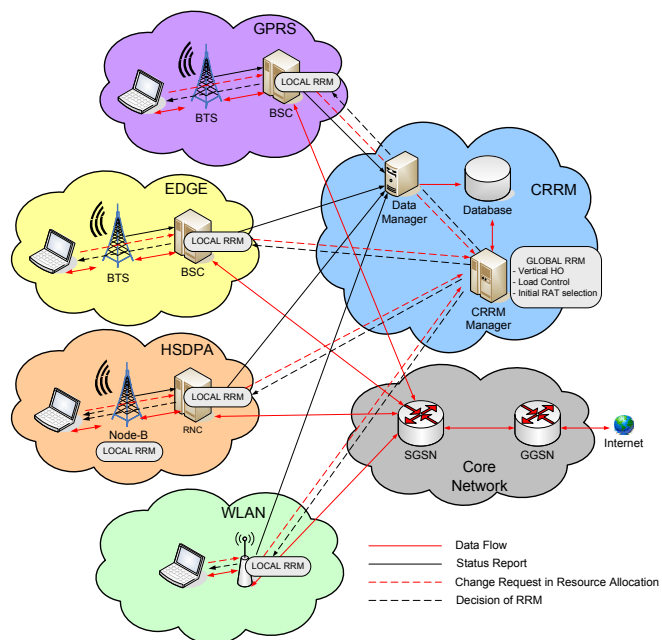 GPRS
LOCAL RRM
BTS
BSC
EDGE
LOCAL RRM
BTS
BSC
CRRM
Data
Manager
Database
GLOBAL RRM
- Vertical HO
- Load Control
- Initial RAT selection
CRRM
Manager
HSDPA
LOCAL RRM
Node-B
RNC
LOCAL RRM
SGSN
GGSN
Internet
Core
Network
WLAN
LOCAL RRM
Data Flow
Status Report
Change Request in Resource Allocation
Decision of RRM